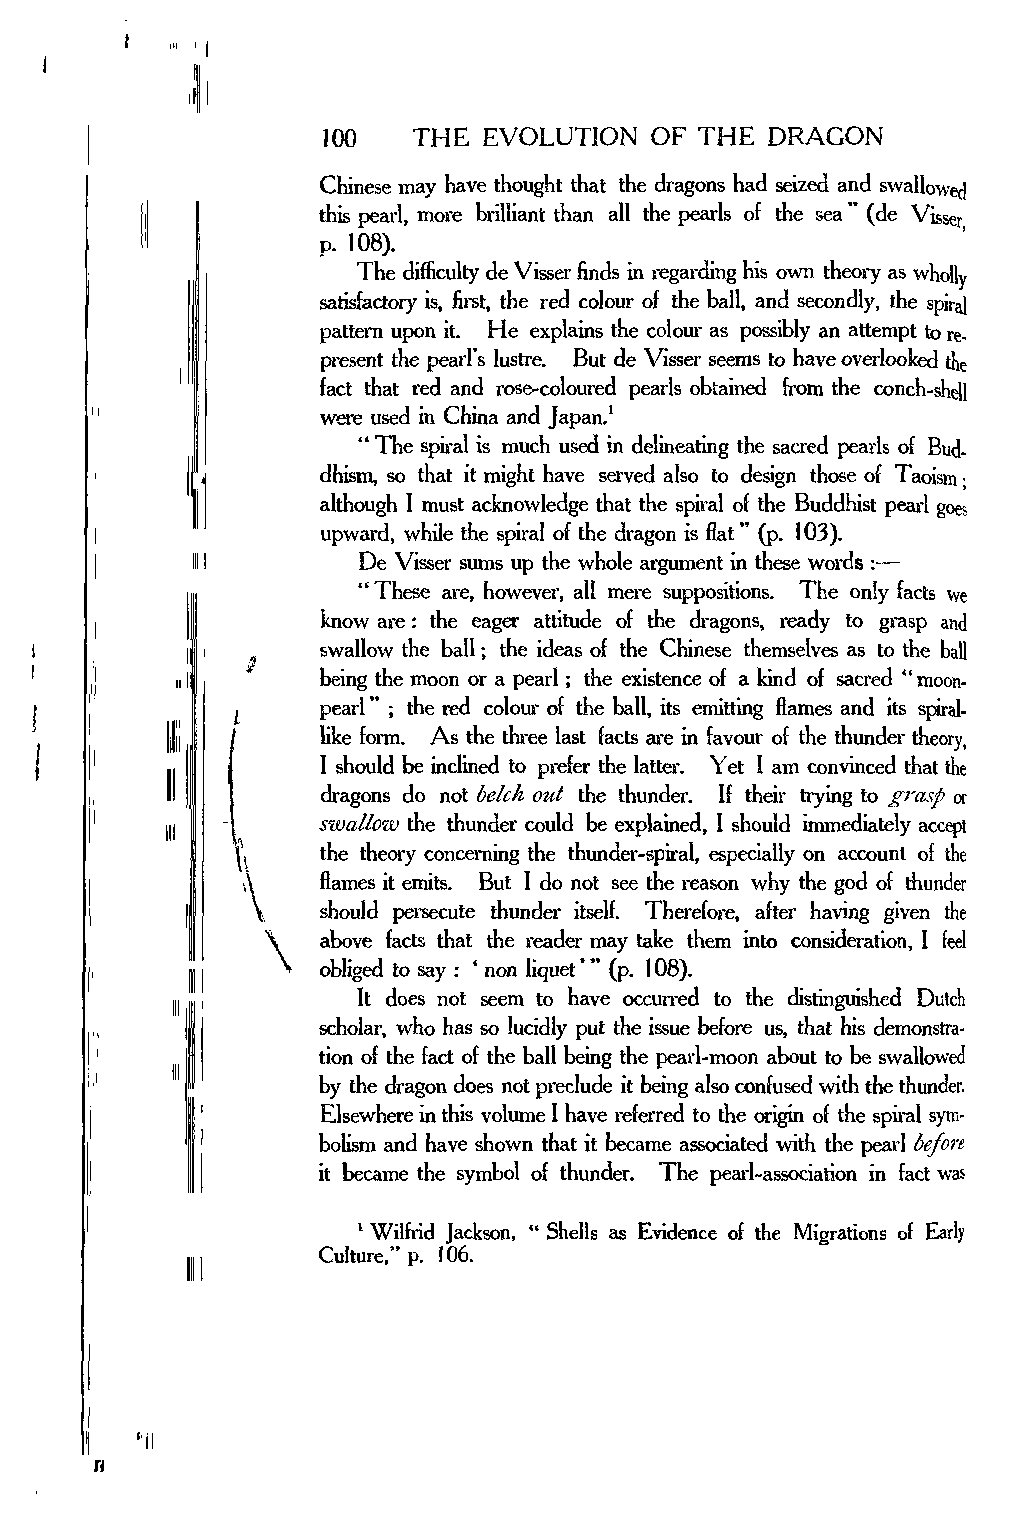 100 THE EVOLUTION OF THE DRAGON
Chinese may have thought that the dragons had seized and swallowed
this pearl, more brilliant than all the pearls of the sea" (de Visser,
p. 108).
The difficulty de Visser finds in regarding his own theory as wholly
satisfactory is, first, the red colour of the ball, and secondly, the spiral
pattern upon it. He explains the colour as possibly an attempt to re-
present the pearl's lustre. But de Visser seems to have overlooked the
fact that red and rose-coloured pearls obtained from the conch-shell
were used in China and Japan.¹
"The spiral is much used in delineating the sacred pearls of Bud-
dhism, so that it might have served also to design those of Taoism;
although I must acknowledge that the spiral of the Buddhist pearl goes
upward, while the spiral of the dragon is flat" (p. 103).
De Visser sums up the whole argument in these words :—
"These are, however, all mere suppositions. The only facts we
know are: the eager attitude of the dragons, ready to grasp and
swallow the ball; the ideas of the Chinese themselves as to the ball
being the moon or a pearl; the existence of a kind of sacred "moon-
pearl"; the red colour of the ball, its emitting flames and its spiral-
like form. As the three last facts are in favour of the thunder theory,
I should be inclined to prefer the latter. Yet I am convinced that the
dragons do not belch out the thunder. If their trying to grasp or
swallow the thunder could be explained, I should immediately accept
the theory concerning the thunder-spiral, especially on account of the
flames it emits. But I do not see the reason why the god of thunder
should persecute thunder itself. Therefore, after having given the
above facts that the reader may take them into consideration, I feel
obliged to say : 'non liquet'" (p. 108).
It does not seem to have occurred to the distinguished Dutch
scholar, who has so lucidly put the issue before us, that his demonstra-
tion of the fact of the ball being the pearl-moon about to be swallowed
by the dragon does not preclude it being also confused with the thunder.
Elsewhere in this volume I have referred to the origin of the spiral sym-
bolism and have shown that it became associated with the pearl before
it became the symbol of thunder. The pearl-association in fact was
¹ Wilfrid Jackson, "Shells as Evidence of the Migrations of Early
Culture," p. 106.